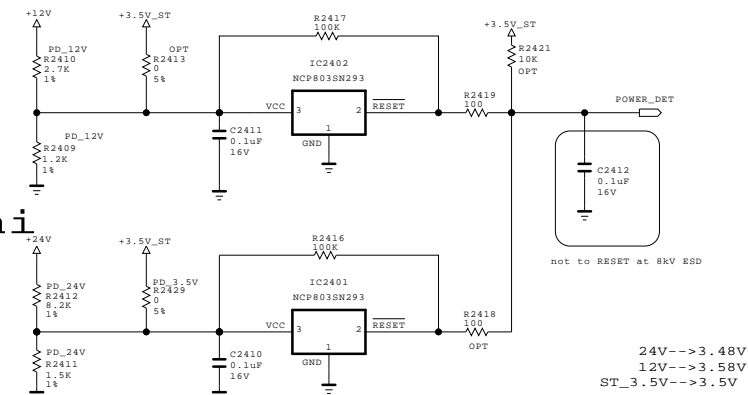 +12V
+3.5V_ST
R2417
100K
+3.5V_ST
PD_12V
R2410
2.7K
1%
OPT
R2413
0
5%
IC2402
NCP803SN293
R2421
10K
OPT
R2419
100
POWER_DET
VCC
3
2
RESET
1
GND
PD_12V
R2409
1.2K
1%
C2411
0.1uF
16V
C2412
0.1uF
16V
not to RESET at 8kV ESD
ni
+24V
+3.5V_ST
R2416
100K
PD_24V
R2412
8.2K
1%
PD_3.5V
R2429
0
5%
IC2401
NCP803SN293
R2418
100
OPT
VCC
3
2
RESET
1
GND
PD_24V
R2411
1.5K
1%
C2410
0.1uF
16V
24V-->3.48V
12V-->3.58V
ST_3.5V-->3.5V